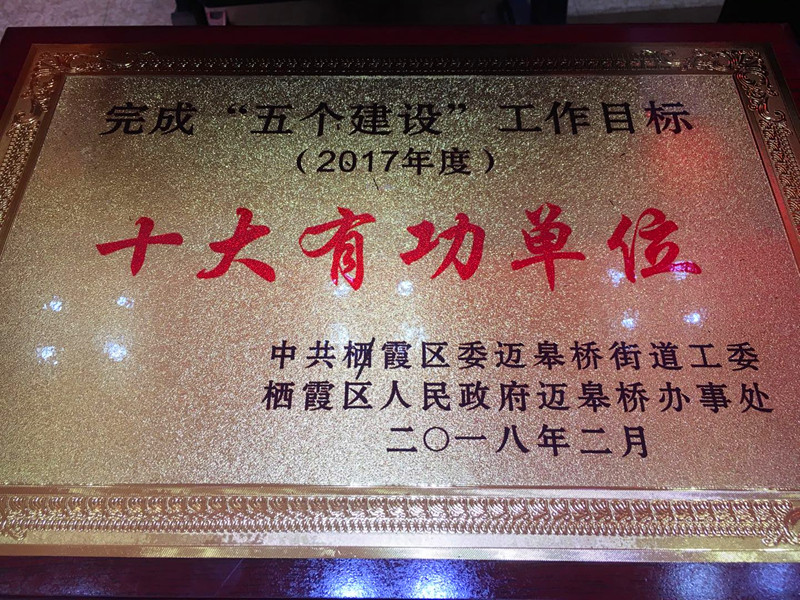 完成“五个建设”工作目标
（2017年度）
十大有功单位
中共栖霞区委迈皋桥街道工委
栖霞区人民政府迈皋桥办事处
二〇一八年二月